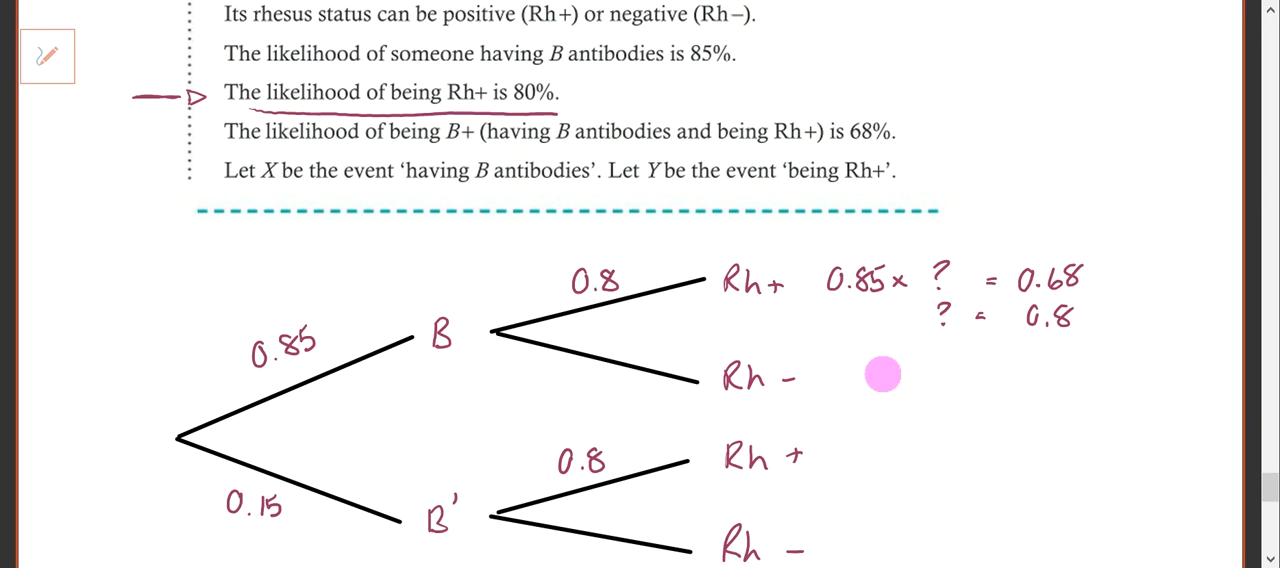 Its rhesus status can be positive (Rh+) or negative (Rh−).
The likelihood of someone having B antibodies is 85%.
The likelihood of being Rh+ is 80%.
The likelihood of being B+ (having B antibodies and being Rh+) is 68%.
Let X be the event ‘having B antibodies’. Let Y be the event ‘being Rh+’.
0.8 Rh+ 0.85× ? = 0.68
? = 0.8
0.85 B
Rh -
0.8 Rh +
0.15 B'
Rh -